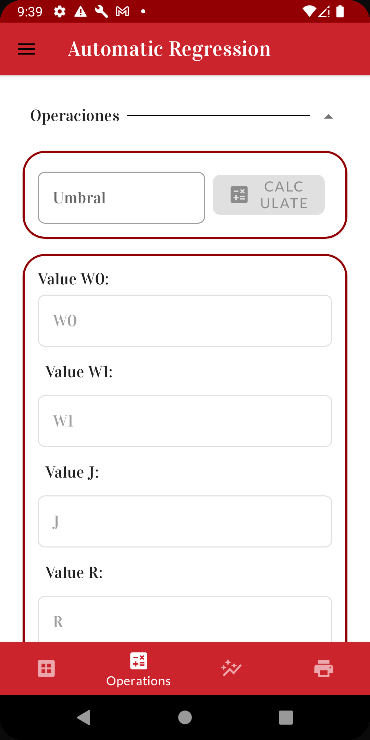 9:39
Automatic Regression
Operaciones
Umbral
CALC
ULATE
Value W0:
W0
Value W1:
W1
Value J:
J
Value R:
R
Operations